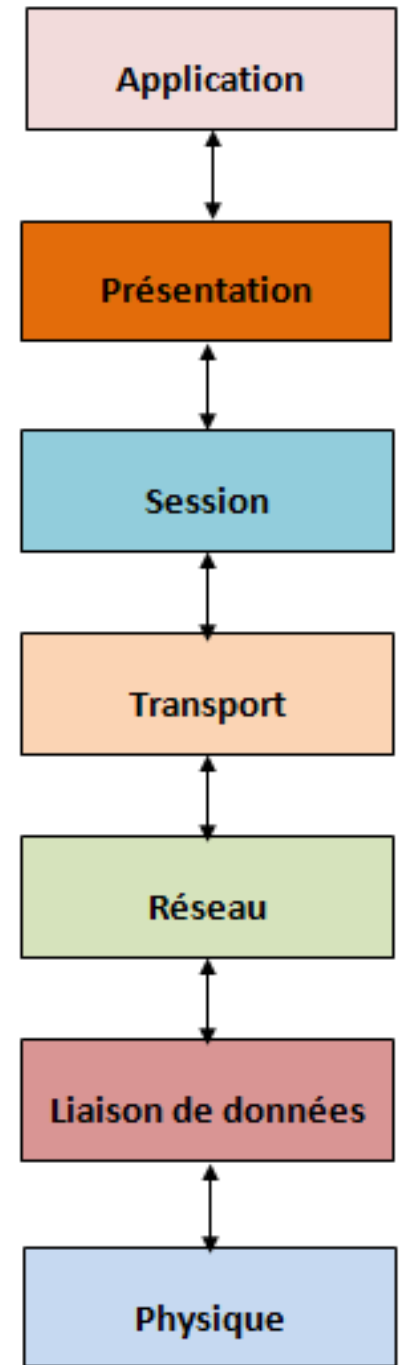 Application
Présentation
Session
Transport
Réseau
Liaison de données
Physique